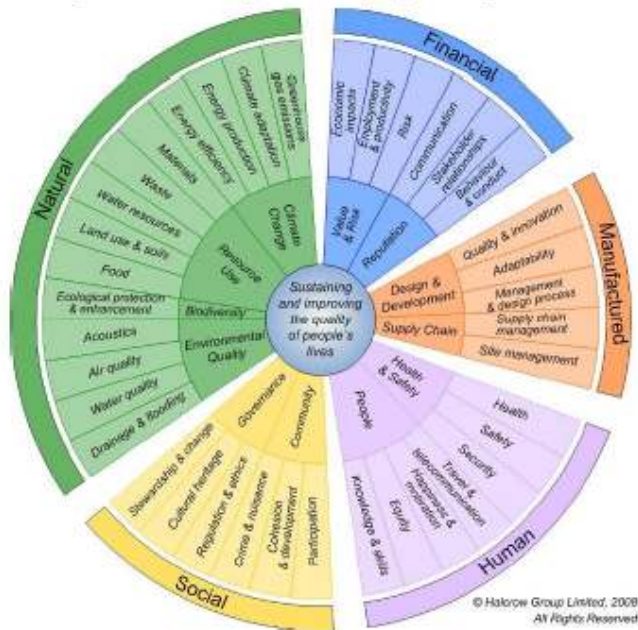 Natural
Greenhouse
gas emissions
Climate adaptation
Energy production
Energy efficiency
Materials
Waste
Water resources
Land use & soils
Food
Ecological protection
& enhancement
Acoustics
Air quality
Water quality
Drainage & flooding
Climate
Change
Resource
Use
Biodiversity
Environmental
Quality
Financial
Economic
impacts
Employment
& productivity
Risk
Communication
Stakeholder
relationships
Behaviour
& conduct
Value
& Risk
Reputation
Manufactured
Quality & innovation
Adaptability
Management
& design process
Supply chain
management
Site management
Design &
Development
Supply Chain
Sustaining
and improving
the quality
of people's
lives
Human
Health
Safety
Security
Travel &
telecommunication
Happiness &
motivation
Equity
Knowledge & skills
Health
& Safety
People
Social
Stewardship & change
Cultural heritage
Regulation & ethics
Crime & nuisance
Cohesion
& development
Participation
Governance
Community
© Halcrow Group Limited, 2008
All Rights Reserved